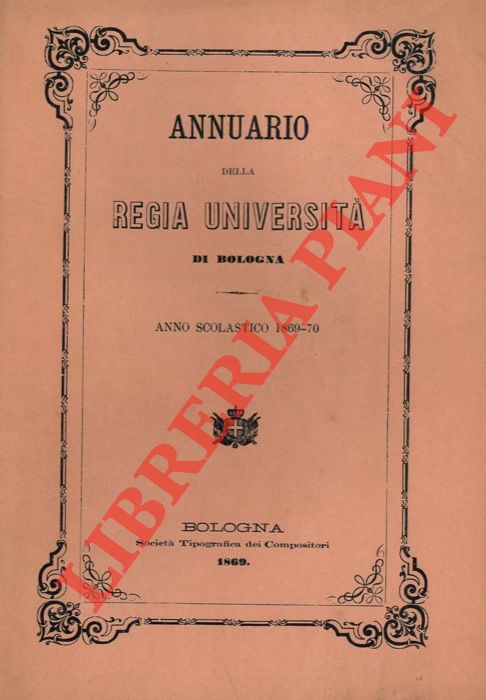 ANNUARIO
DELLA
REGIA UNIVERSITÀ
DI BOLOGNA
ANNO SCOLASTICO 1869-70
BOLOGNA
Società Tipografica dei Compositori
1869.
LIBRERIA PIANI